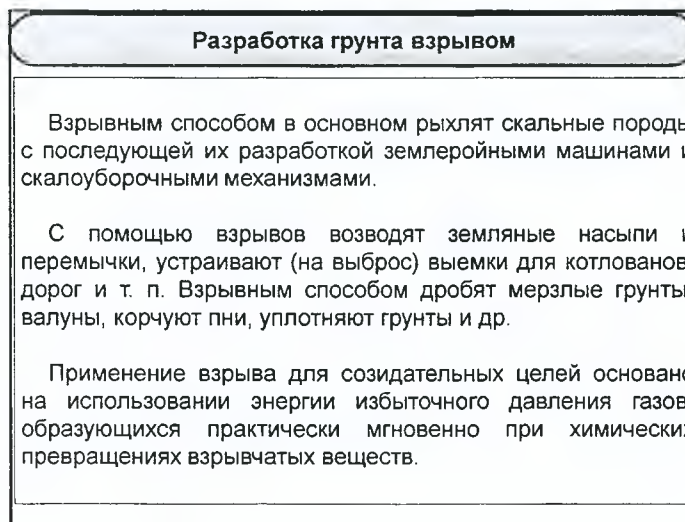 Разработка грунта взрывом
Взрывным способом в основном рыхлят скальные породы
с последующей их разработкой землеройными машинами и
скалоуборочными механизмами.
С помощью взрывов возводят земляные насыпи и
перемычки, устраивают (на выброс) выемки для котлованов,
дорог и т. п. Взрывным способом дробят мерзлые грунты,
валуны, корчуют пни, уплотняют грунты и др.
Применение взрыва для созидательных целей основано
на использовании энергии избыточного давления газов,
образующихся практически мгновенно при химических
превращениях взрывчатых веществ.